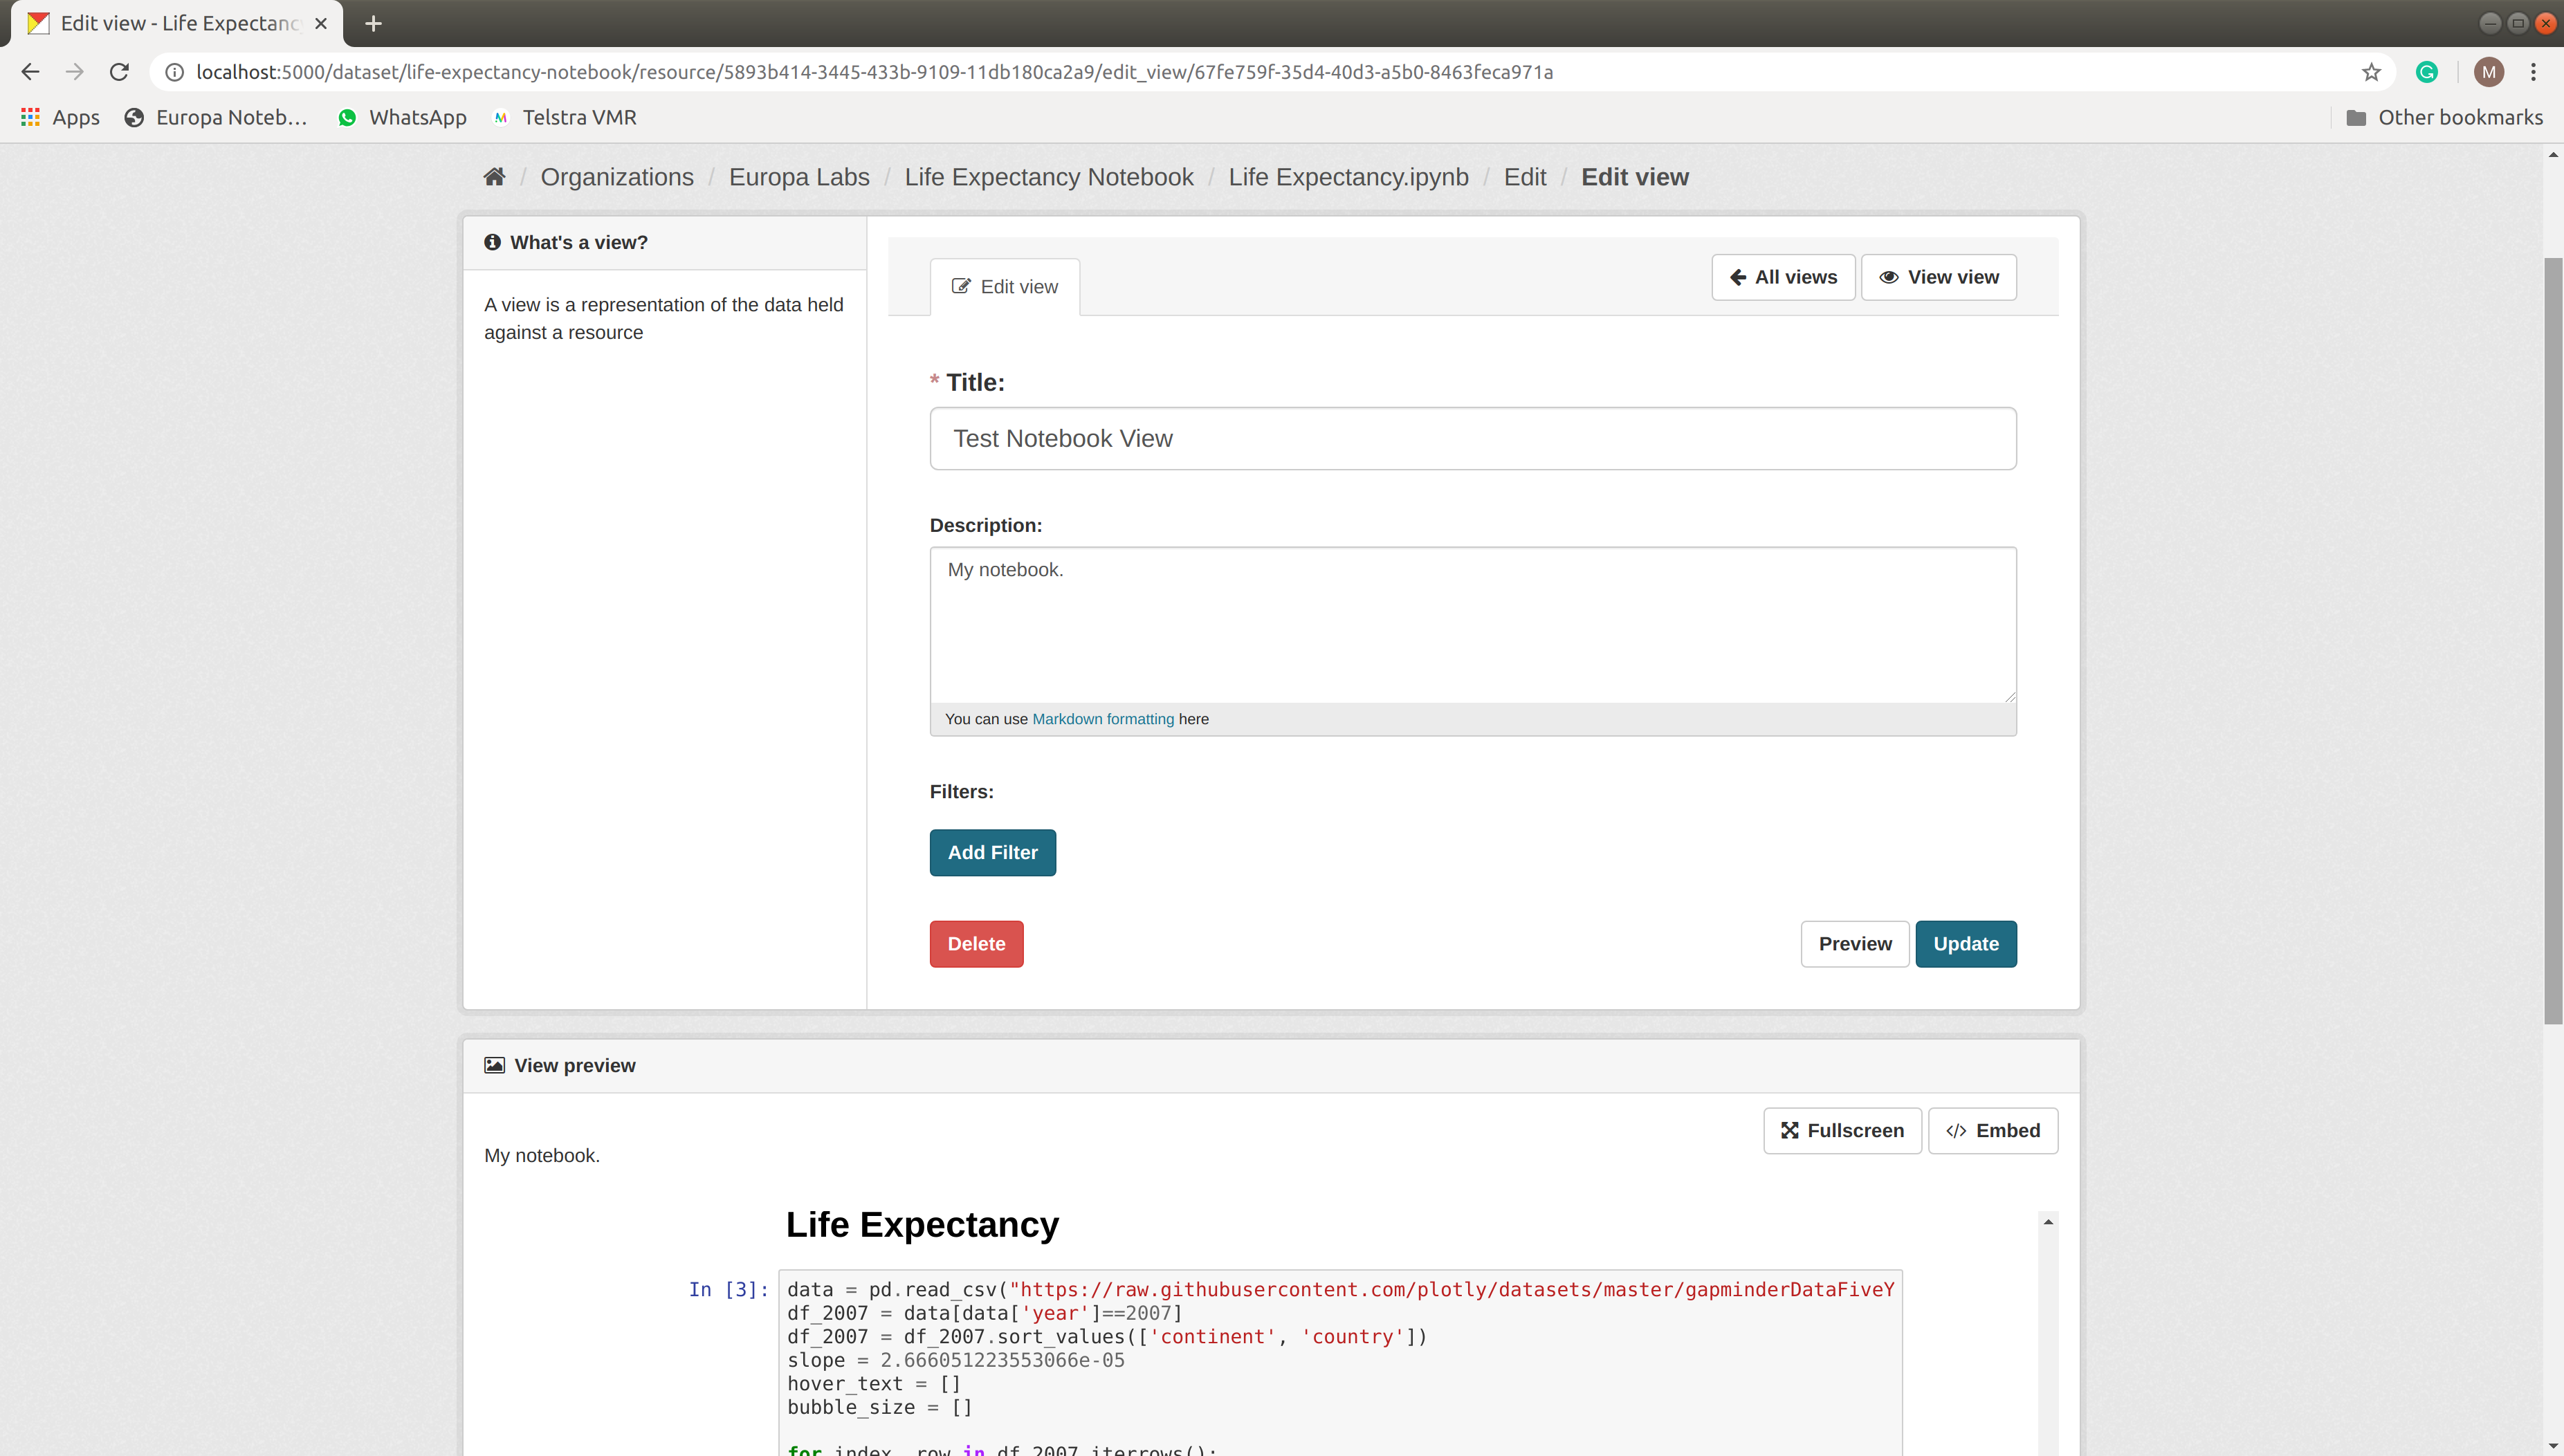 Edit view - Life Expectanc
localhost:5000/dataset/life-expectancy-notebook/resource/5893b414-3445-433b-9109-11db180ca2a9/edit_view/67fe759f-35d4-40d3-a5b0-8463feca971a
M
Apps
Europa Noteb...
WhatsApp
Telstra VMR
Other bookmarks
/ Organizations / Europa Labs / Life Expectancy Notebook / Life Expectancy.ipynb / Edit / Edit view
What's a view?
A view is a representation of the data held
against a resource
Edit view
All views
View view
* Title:
Test Notebook View
Description:
My notebook.
You can use Markdown formatting here
Filters:
Add Filter
Delete
Preview
Update
View preview
Fullscreen
Embed
My notebook.
Life Expectancy
In [3]:
data = pd.read_csv("https://raw.githubusercontent.com/plotly/datasets/master/gapminderDataFiveY
df_2007 = data[data['year']==2007]
df_2007 = df_2007.sort_values(['continent', 'country'])
slope = 2.666051223553066e-05
hover_text = []
bubble_size = []
for index, row in df_2007.iterrows():